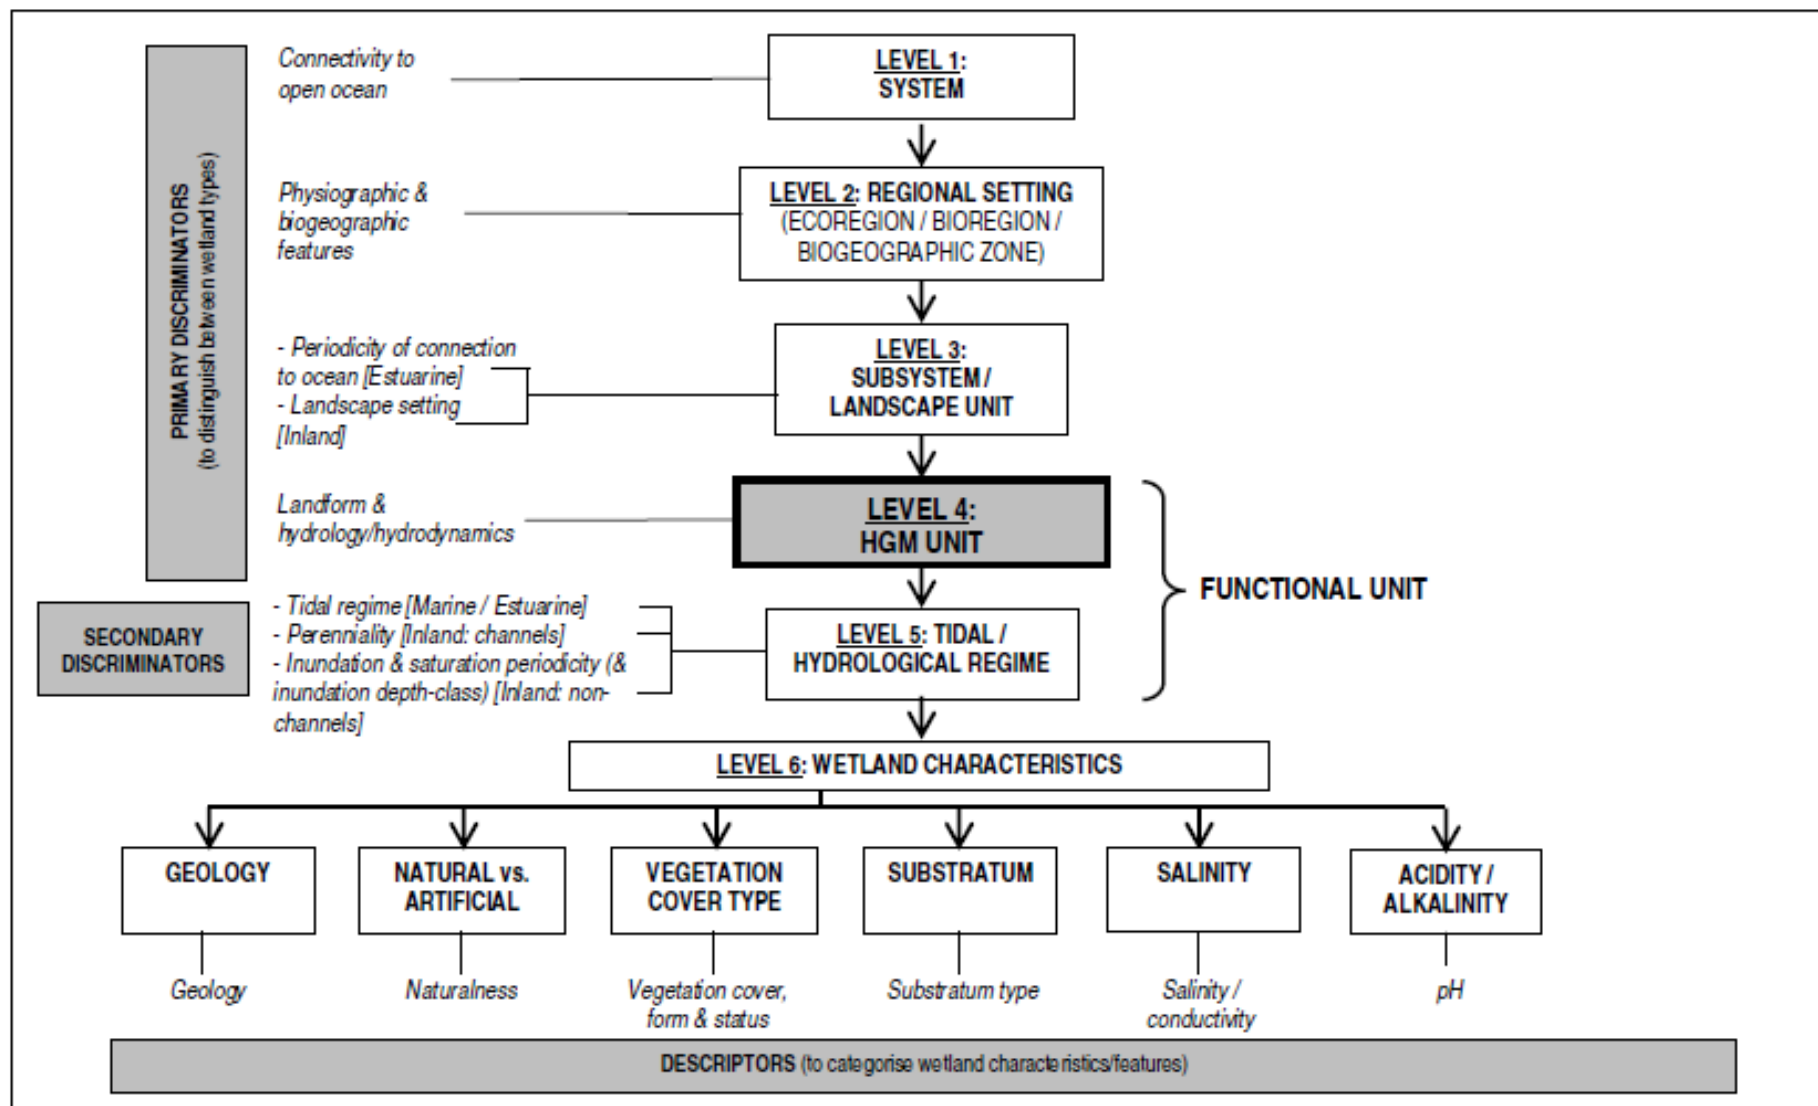 Connectivity to
open ocean
LEVEL 1:
SYSTEM
PRIMARY DISCRIMINATORS
(to distinguish between wetland types)
Physiographic &
biogeographic
features
LEVEL 2: REGIONAL SETTING
(ECOREGION / BIOREGION /
BIOGEOGRAPHIC ZONE)
- Periodicity of connection
to ocean [Estuarine]
- Landscape setting
[Inland]
LEVEL 3:
SUBSYSTEM /
LANDSCAPE UNIT
Landform &
hydrology/hydrodynamics
LEVEL 4:
HGM UNIT
FUNCTIONAL UNIT
SECONDARY
DISCRIMINATORS
- Tidal regime [Marine / Estuarine]
- Perenniality [Inland: channels]
- Inundation & saturation periodicity (&
inundation depth-class) [Inland: non-
channels]
LEVEL 5: TIDAL /
HYDROLOGICAL REGIME
LEVEL 6: WETLAND CHARACTERISTICS
GEOLOGY
NATURAL vs.
ARTIFICIAL
VEGETATION
COVER TYPE
SUBSTRATUM
SALINITY
ACIDITY /
ALKALINITY
Geology
Naturalness
Vegetation cover,
form & status
Substratum type
Salinity /
conductivity
pH
DESCRIPTORS (to categorise wetland characteristics/features)